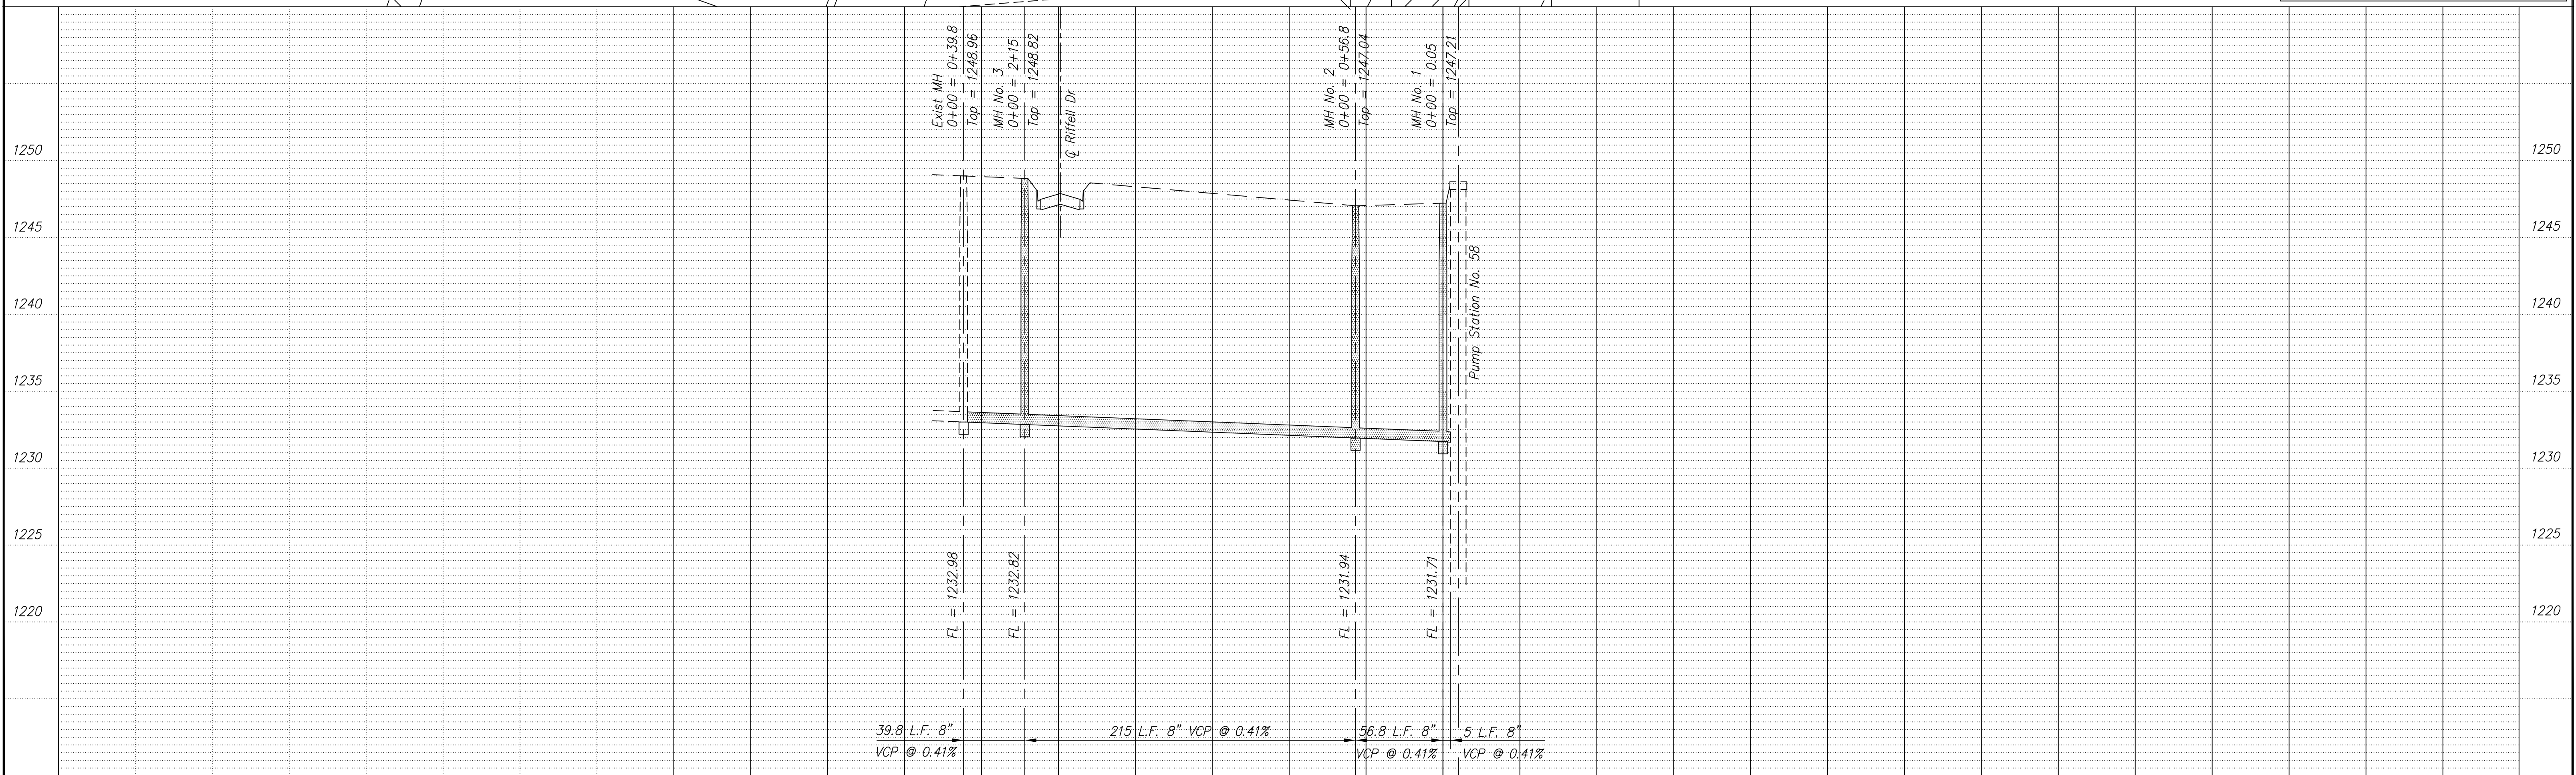 Exist MH
0+00 = 0+39.8
Top = 1248.96
MH No. 3
0+00 = 2+15
Top = 1248.82
℄ Riffell Dr
MH No. 2
0+00 = 0+56.8
Top = 1247.04
MH No. 1
0+00 = 0.05
Top = 1247.21
1250
1250
1245
1245
Pump Station No. 58
1240
1240
1235
1235
1230
1230
1225
1225
FL = 1232.98
FL = 1232.82
FL = 1231.94
FL = 1231.71
1220
1220
39.8 L.F. 8"
VCP @ 0.41%
215 L.F. 8" VCP @ 0.41%
56.8 L.F. 8"
VCP @ 0.41%
5 L.F. 8"
VCP @ 0.41%